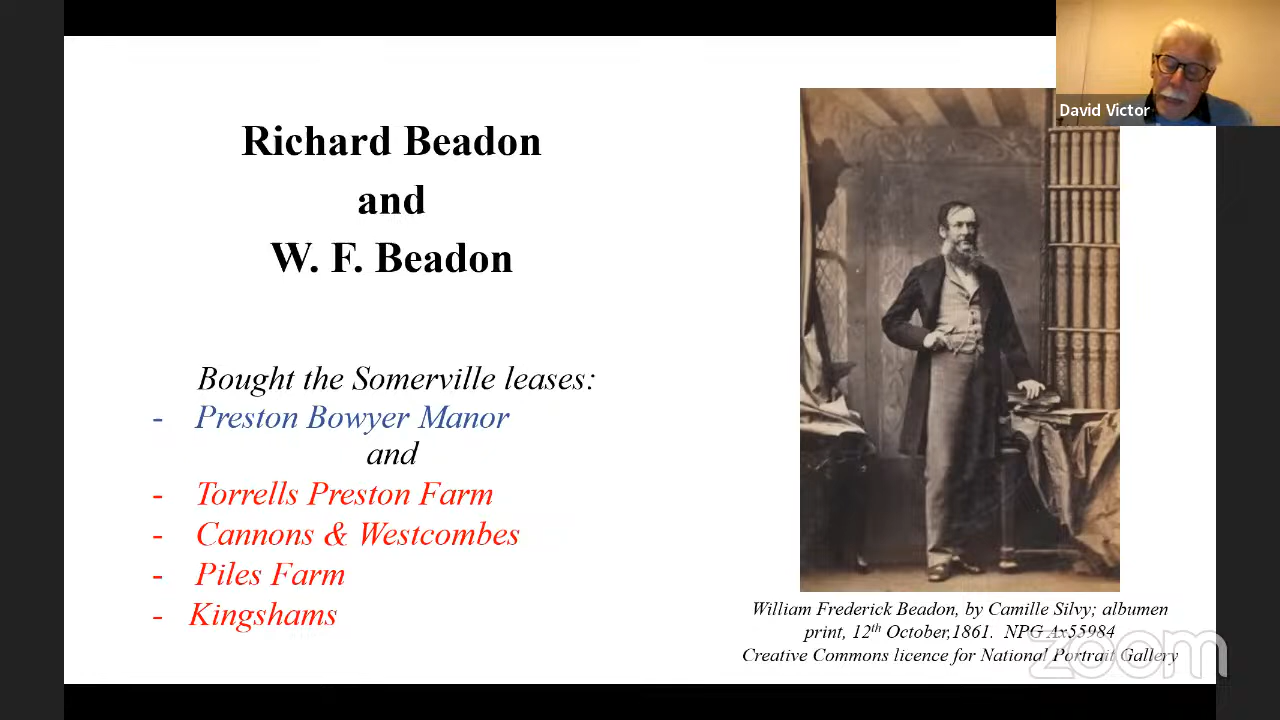 Richard Beadon
and
W. F. Beadon
Bought the Somerville leases:
- Preston Bowyer Manor
and
- Torrells Preston Farm
- Cannons & Westcombes
- Piles Farm
- Kingshams
David Victor
William Frederick Beadon, by Camille Silvy; albumen
print, 12th October,1861. NPG Ax55984
Creative Commons licence for National Portrait Gallery
zoom